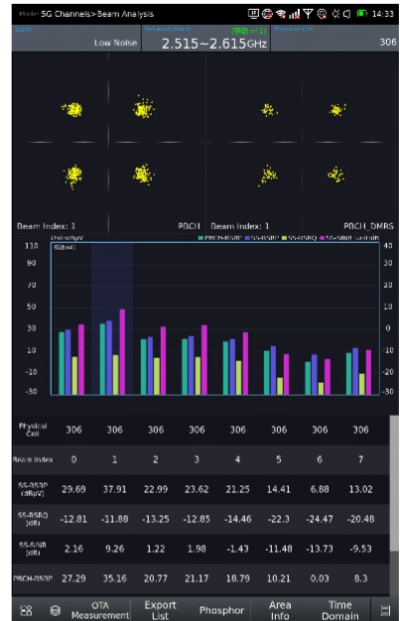 Mode: 5G Channels>Beam Analysis 14:33
Gain Physical Cell
Low Noise 2.515~2.615GHz 306
Beam Index: 1 PBCH Beam Index: 1 PBCH_DMRS
110 40
90 30
70 20
50 10
30 0
10 -10
-10 -20
-30 -30
Physical Cell 306 306 306 306 306 306 306 306
Beam Index 0 1 2 3 4 5 6 7
SS-RSRP (dBμV) 29.69 37.91 22.99 23.62 21.25 14.41 6.88 13.02
SS-RSRQ (dB) -12.81 -11.88 -13.25 -12.85 -14.46 -22.3 -24.47 -20.48
SS-SINR (dB) 2.16 9.26 1.22 1.98 -1.43 -11.48 -13.73 -9.53
PBCH-RSRP 27.29 35.16 20.77 21.17 18.79 10.21 0.03 8.3
OTA Measurement Export List Phosphor Area Info Time Domain